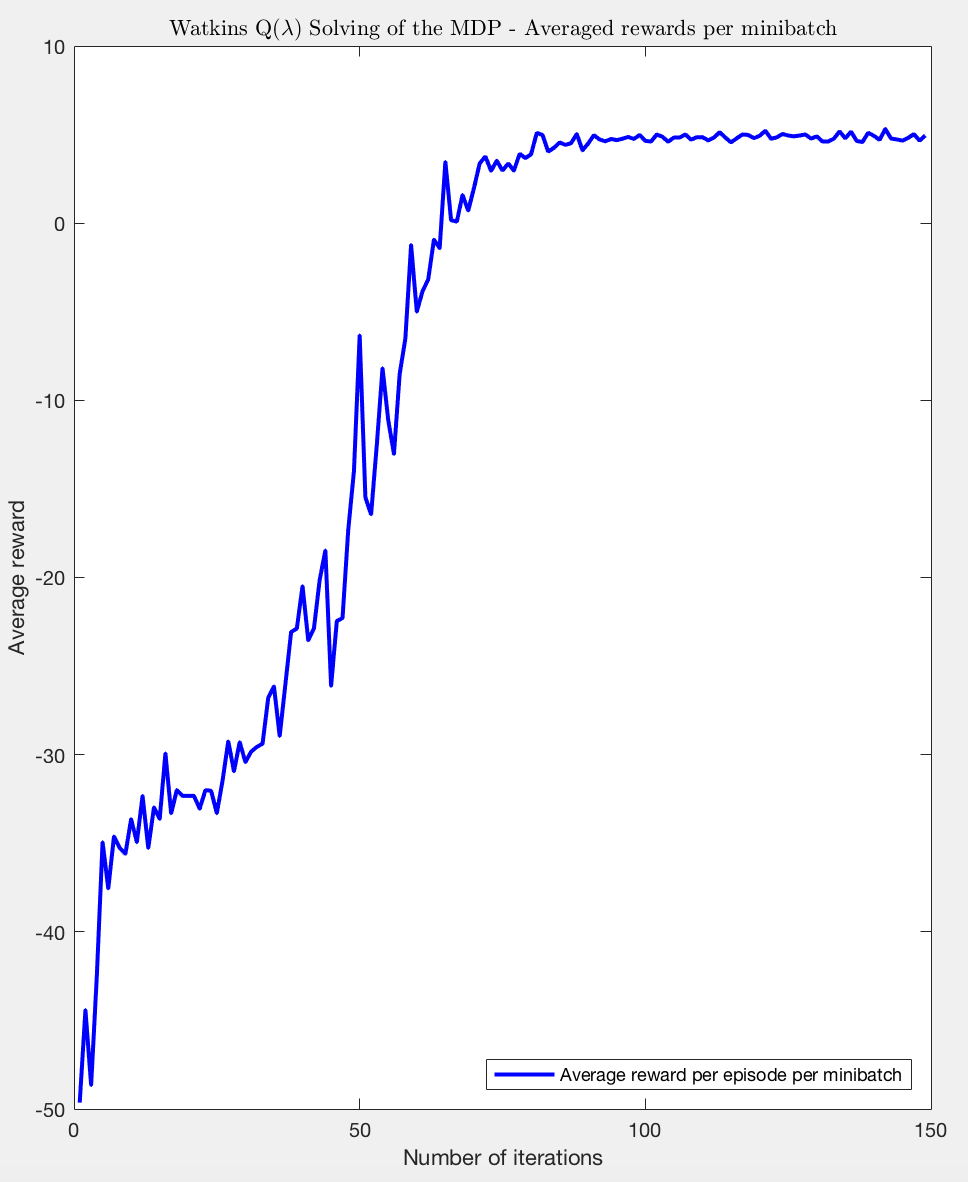 Watkins Q(λ) Solving of the MDP - Averaged rewards per minibatch
10
0
-10
-20
-30
-40
-50
Average reward
Average reward per episode per minibatch
0
50
100
150
Number of iterations